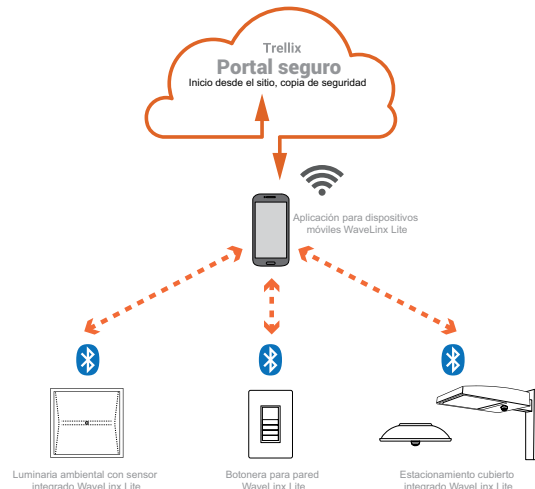 Trellix
Portal seguro
Inicio desde el sitio, copia de seguridad
Aplicación para dispositivos
móviles WaveLinx Lite
Luminaria ambiental con sensor
integrado WaveLinx Lite
Botonera para pared
WaveLinx Lite
Estacionamiento cubierto
integrado WaveLinx Lite